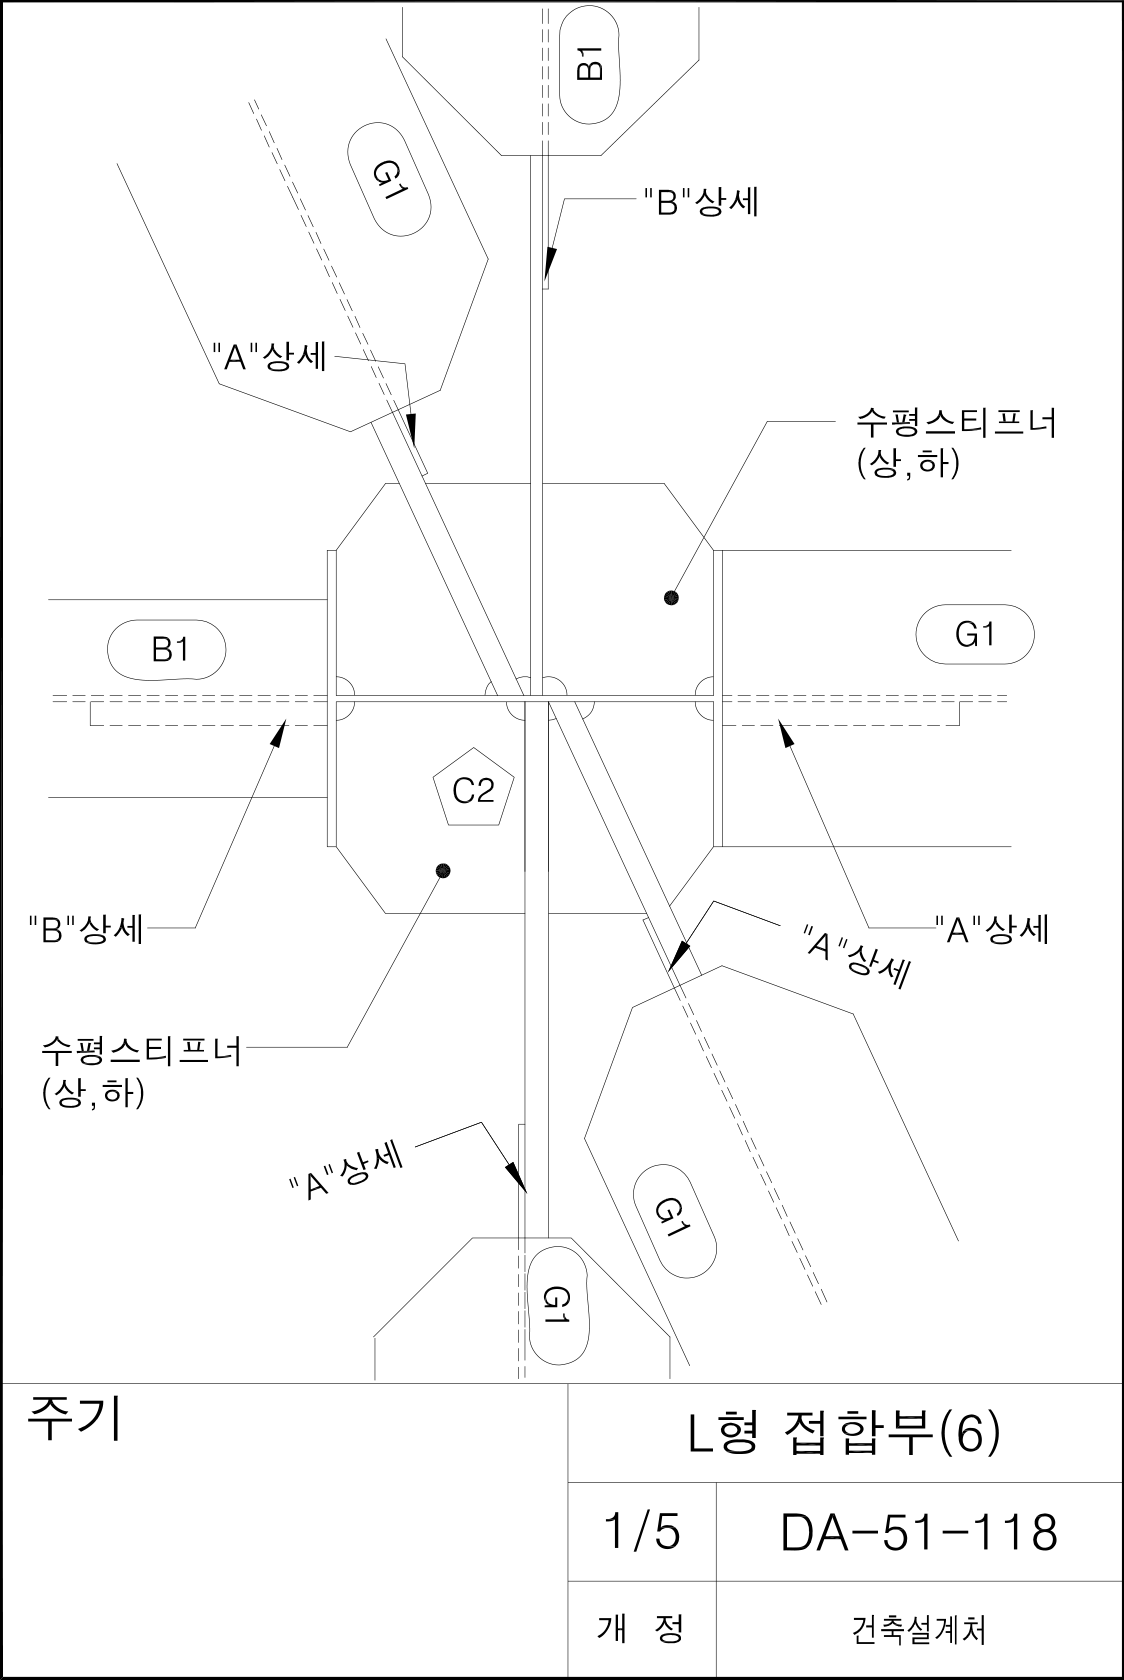 B1
G1
"B"상세
"A"상세
수평스티프너
(상,하)
B1
G1
C2
"B"상세
"A"상세
"A"상세
수평스티프너
(상,하)
"A"상세
G1
G1
주기
L형 접합부(6)
1/5
DA-51-118
개 정
건축설계처